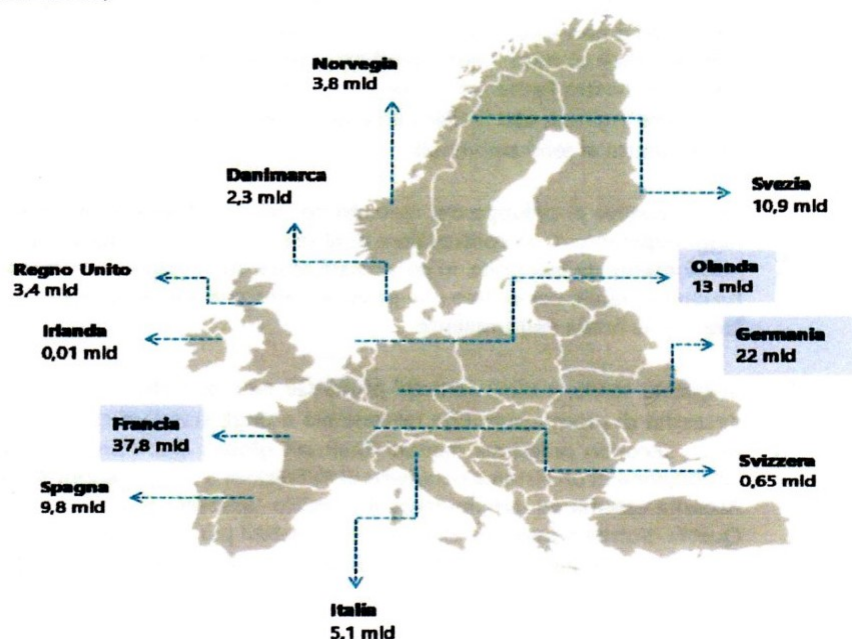 Norvegia
3,8 mld
Danimarca
2,3 mld
Svezia
10,9 mld
Regno Unito
3,4 mld
Olanda
13 mld
Irlanda
0,01 mld
Germania
22 mld
Francia
37,8 mld
Svizzera
0,65 mld
Spagna
9,8 mld
Italia
5,1 mld